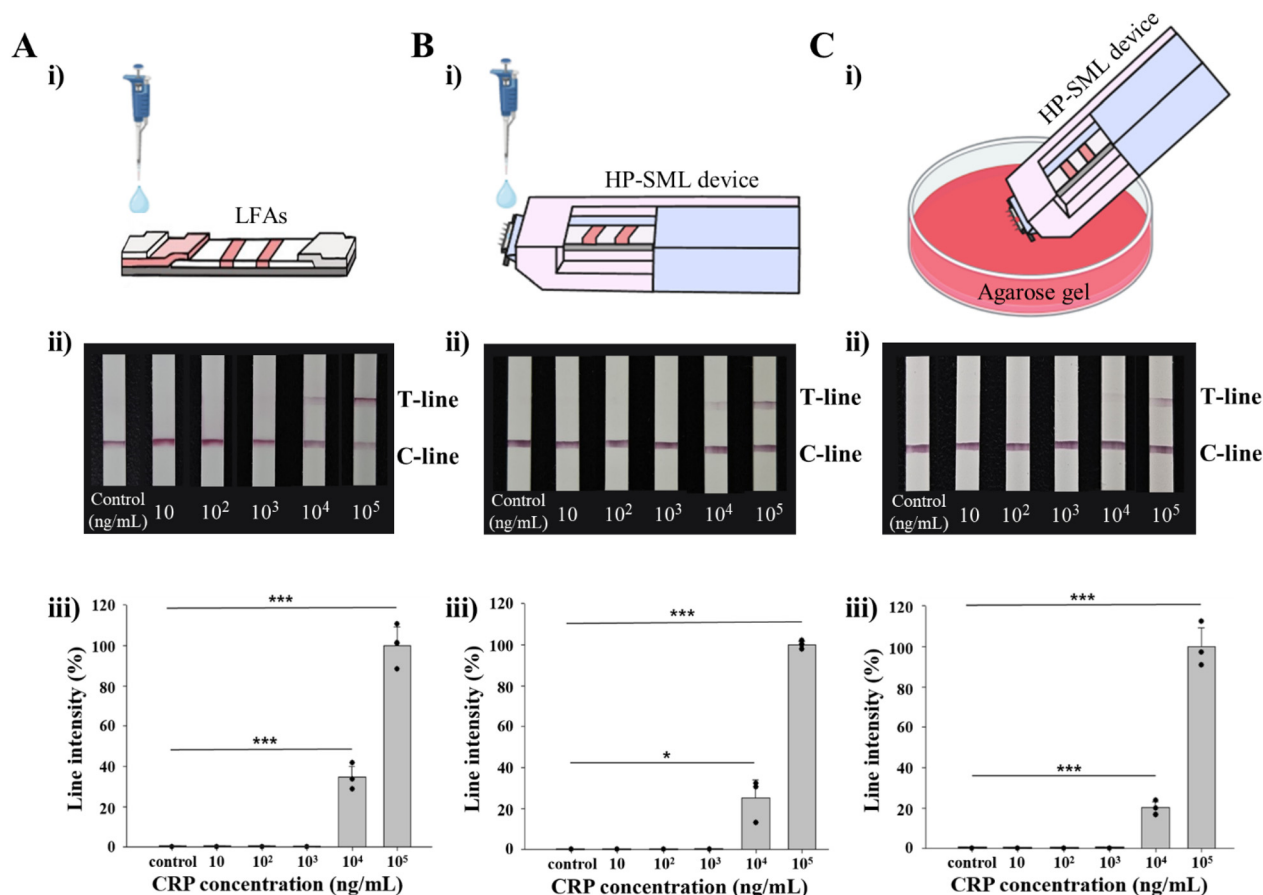 A
i)
LFAs
ii)
T-line
C-line
Control
(ng/mL)
10
10²
10³
10⁴
10⁵
iii)
Line intensity (%)
120
100
80
60
40
20
0
***
***
control
10
10²
10³
10⁴
10⁵
CRP concentration (ng/mL)
B
i)
HP-SML device
ii)
T-line
C-line
Control
(ng/mL)
10
10²
10³
10⁴
10⁵
iii)
Line intensity (%)
120
100
80
60
40
20
0
***
*
control
10
10²
10³
10⁴
10⁵
CRP concentration (ng/mL)
C
i)
HP-SML device
Agarose gel
ii)
T-line
C-line
Control
(ng/mL)
10
10²
10³
10⁴
10⁵
iii)
Line intensity (%)
120
100
80
60
40
20
0
***
***
control
10
10²
10³
10⁴
10⁵
CRP concentration (ng/mL)